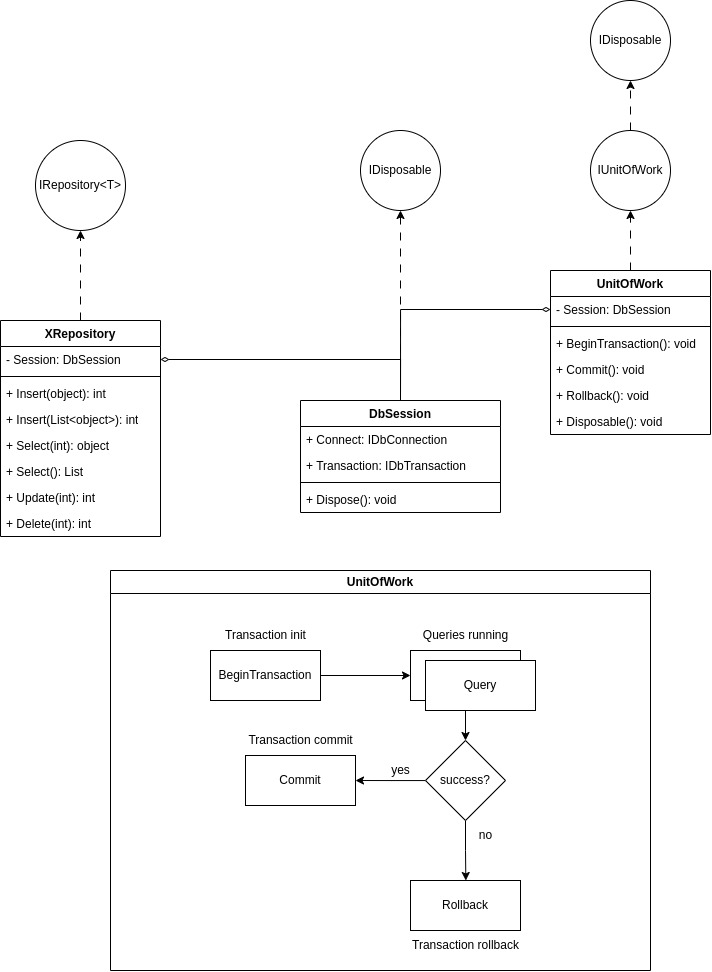 IDisposable
IRepository<T>
IDisposable
IUnitOfWork
XRepository
- Session: DbSession
+ Insert(object): int
+ Insert(List<object>): int
+ Select(int): object
+ Select(): List
+ Update(int): int
+ Delete(int): int
DbSession
+ Connect: IDbConnection
+ Transaction: IDbTransaction
+ Dispose(): void
UnitOfWork
- Session: DbSession
+ BeginTransaction(): void
+ Commit(): void
+ Rollback(): void
+ Disposable(): void
UnitOfWork
Transaction init
BeginTransaction
Queries running
Query
success?
yes
Transaction commit
Commit
no
Rollback
Transaction rollback